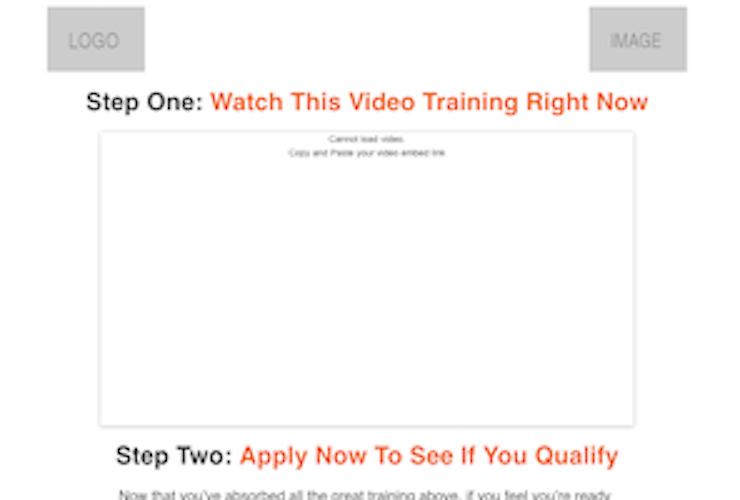 LOGO
IMAGE
Step One: Watch This Video Training Right Now
Cannot load video.
Copy and Paste your video embed link
Step Two: Apply Now To See If You Qualify
Now that you've absorbed all the great training above, if you feel you're ready